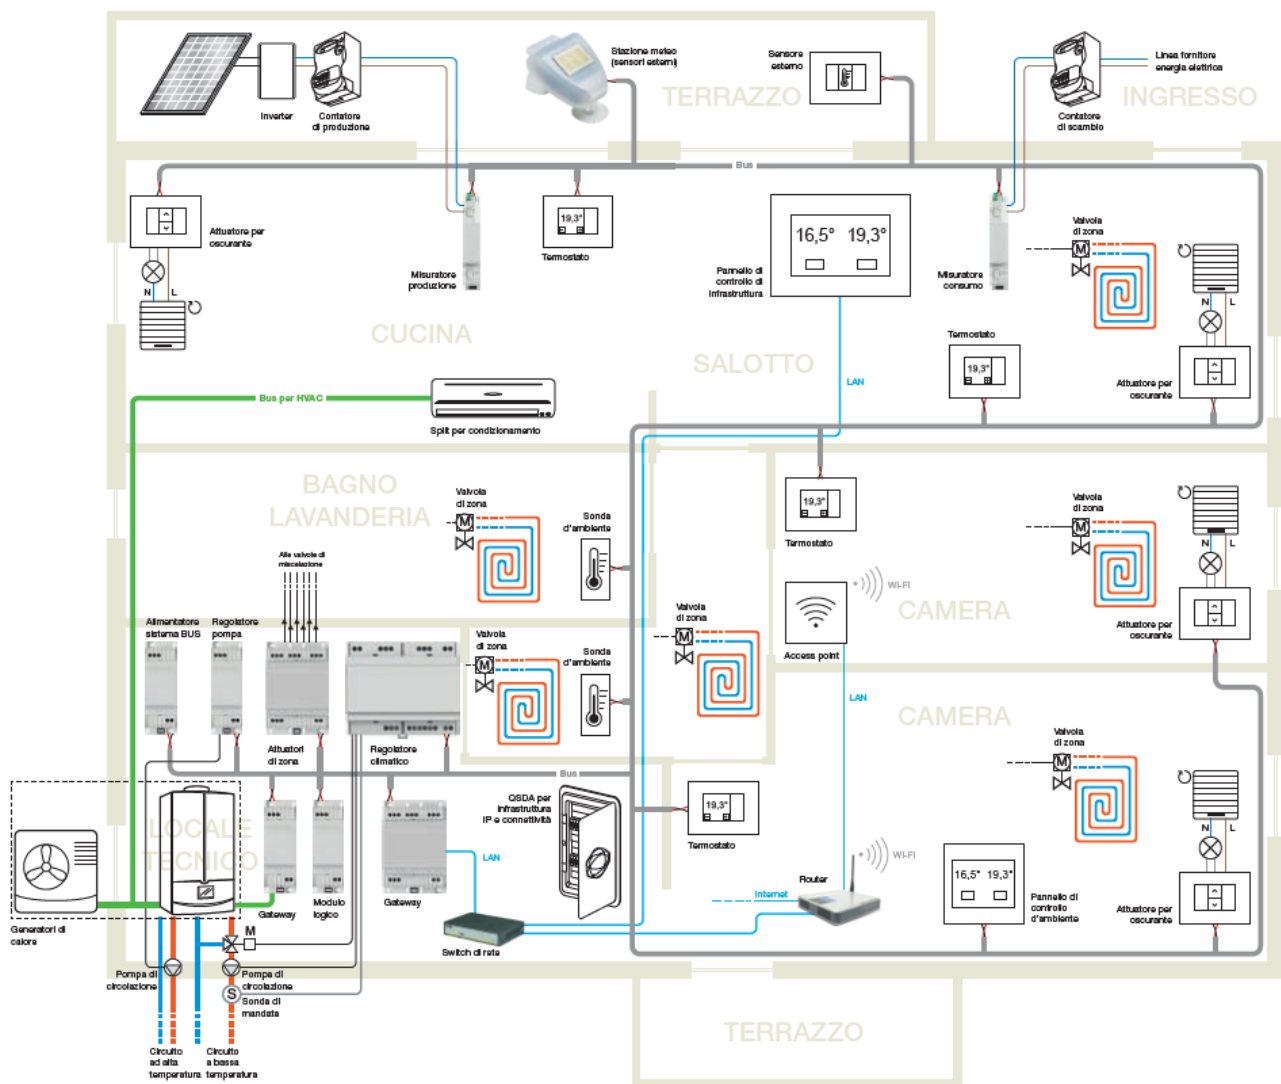 Stazione meteo
(sensori esterni)
Sensore
esterno
Linea fornitore
energia elettrica
TERRAZZO
INGRESSO
Inverter
Contatore
di produzione
Contatore
di scambio
Bus
19,3°
16,5° 19,3°
Valvola
di zona
M
Attuatore per
oscurante
Termostato
Misuratore
produzione
Pannello di
controllo di
infrastruttura
Misuratore
consumo
N L
N L
CUCINA
SALOTTO
Termostato
19,3°
LAN
Attuatore per
oscurante
Bus per HVAC
Split per condizionamento
BAGNO
LAVANDERIA
Valvola
di zona
M
Sonda
d'ambiente
19,3°
Termostato
Valvola
di zona
M
N L
Alle valvole di
miscelazione
WI-FI
CAMERA
Alimentatore
sistema BUS
Regolatore
pompa
Valvola
di zona
M
Sonda
d'ambiente
Valvola
di zona
M
Access point
Attuatore per
oscurante
LAN
CAMERA
Attuatori
di zona
Regolatore
climatico
Valvola
di zona
M
Bus
QSDA per
infrastruttura
IP e connettività
19,3°
Termostato
N L
LOCALE
TECNICO
LAN
WI-FI
Router
Internet
16,5° 19,3°
Pannello di
controllo
d'ambiente
Attuatore per
oscurante
Gateway
Modulo
logico
Gateway
Generatori di
calore
M
Switch di rete
Pompa di
circolazione
Pompa di
circolazione
S
Sonda di
mandata
TERRAZZO
Circuito
ad alta
temperatura
Circuito
a bassa
temperatura